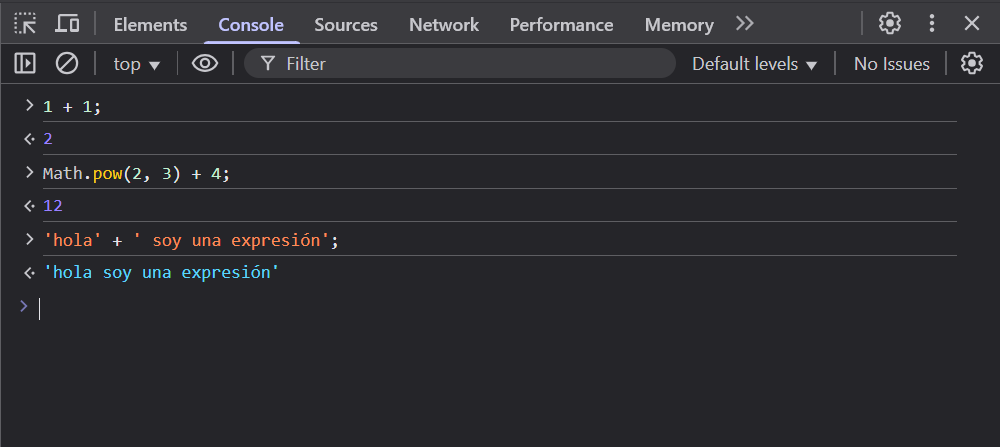 Elements Console Sources Network Performance Memory
top Filter Default levels No Issues
1 + 1;
2
Math.pow(2, 3) + 4;
12
'hola' + ' soy una expresión';
'hola soy una expresión'